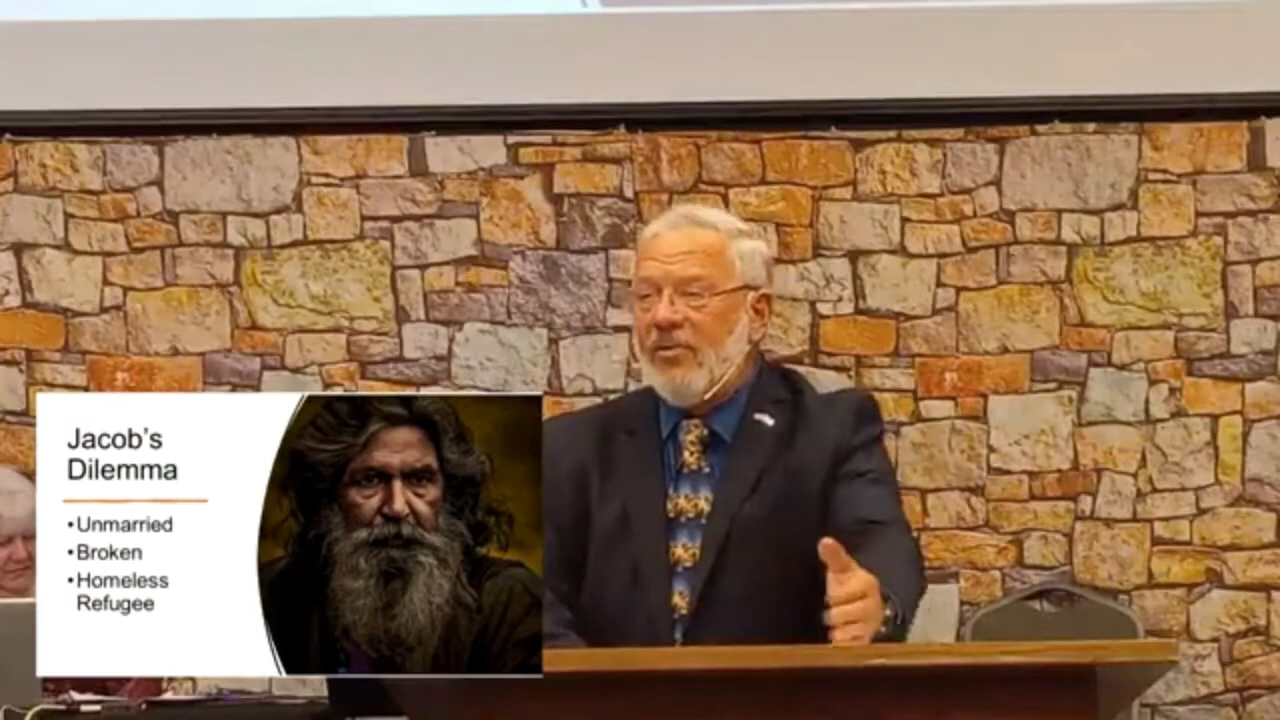 Jacob's
Dilemma
•Unmarried
•Broken
•Homeless
Refugee